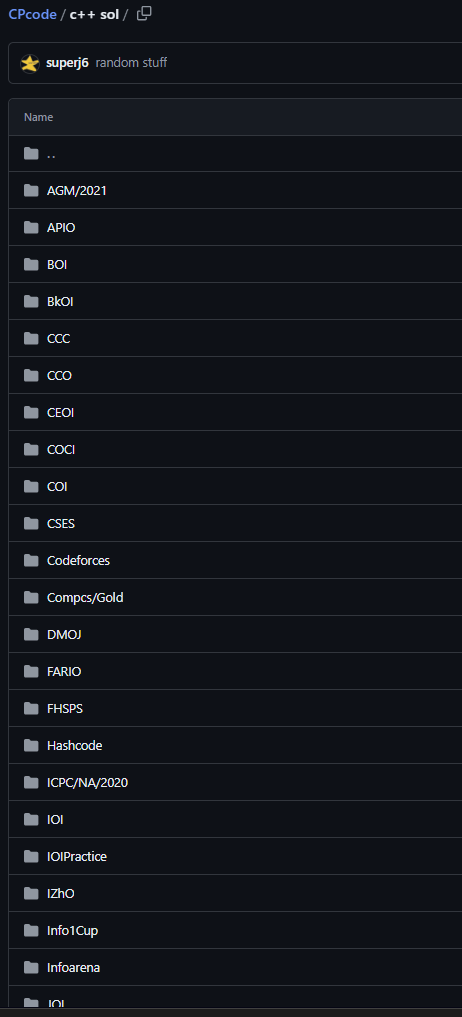 CPcode / c++ sol /
superj6 random stuff
Name
..
AGM/2021
APIO
BOI
BkOI
CCC
CCO
CEOI
COCI
COI
CSES
Codeforces
Compcs/Gold
DMOJ
FARIO
FHSPS
Hashcode
ICPC/NA/2020
IOI
IOIPractice
IZhO
Info1Cup
Infoarena
JOI